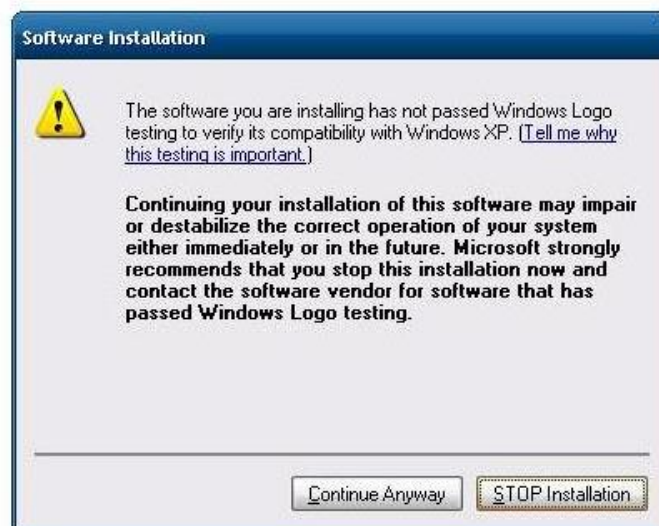 Software Installation
The software you are installing has not passed Windows Logo
testing to verify its compatibility with Windows XP. (Tell me why
this testing is important.)
Continuing your installation of this software may impair
or destabilize the correct operation of your system
either immediately or in the future. Microsoft strongly
recommends that you stop this installation now and
contact the software vendor for software that has
passed Windows Logo testing.
Continue Anyway
STOP Installation